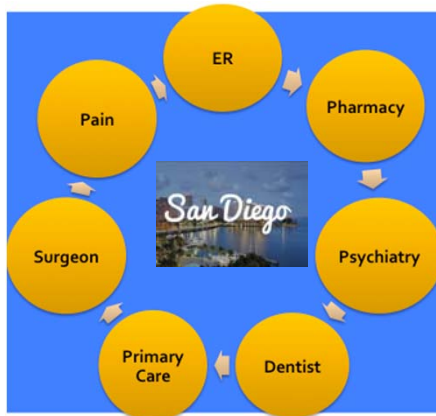 ER
Pharmacy
Psychiatry
Dentist
Primary
Care
Surgeon
Pain
San Diego